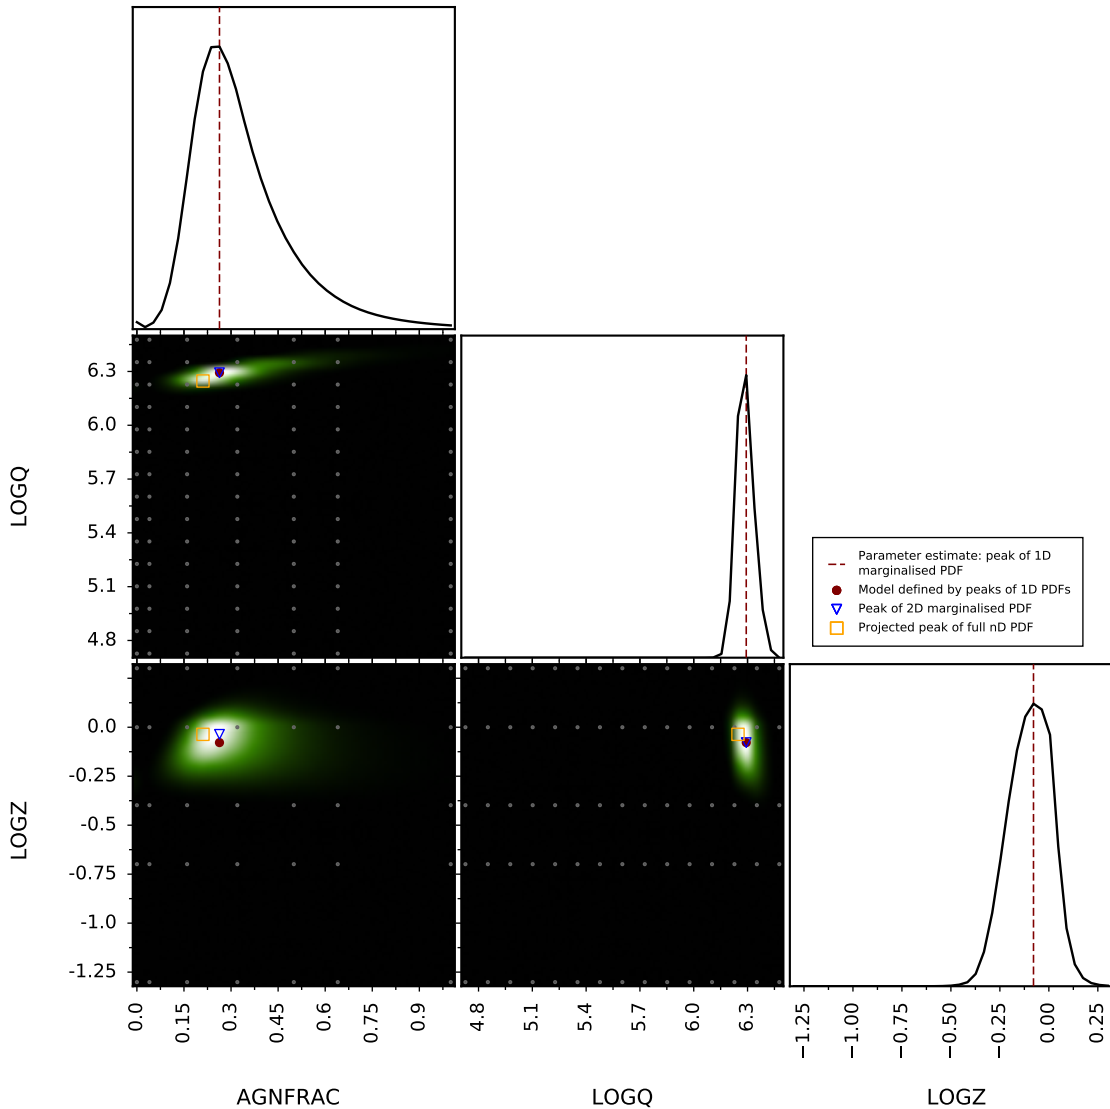 LOGQ
6.3
6.0
5.7
5.4
5.1
4.8
Parameter estimate: peak of 1D
marginalised PDF
Model defined by peaks of 1D PDFs
Peak of 2D marginalised PDF
Projected peak of full nD PDF
LOGZ
0.0
-0.25
-0.5
-0.75
-1.0
-1.25
0.0 0.15 0.3 0.45 0.6 0.75 0.9
4.8 5.1 5.4 5.7 6.0 6.3
−1.25 −1.00 −0.75 −0.50 −0.25 0.00 0.25
AGNFRAC LOGQ LOGZ